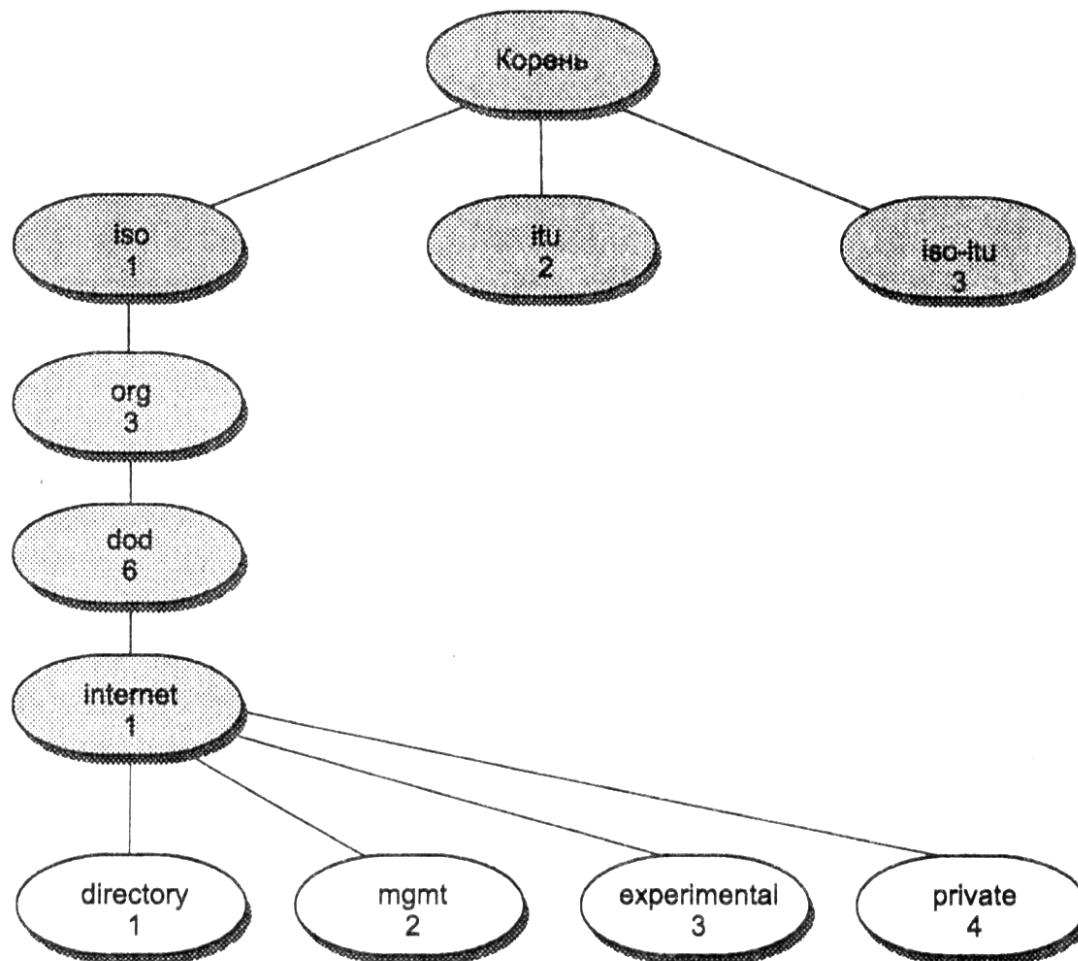 Корень
iso
1
itu
2
iso-itu
3
org
3
dod
6
internet
1
directory
1
mgmt
2
experimental
3
private
4